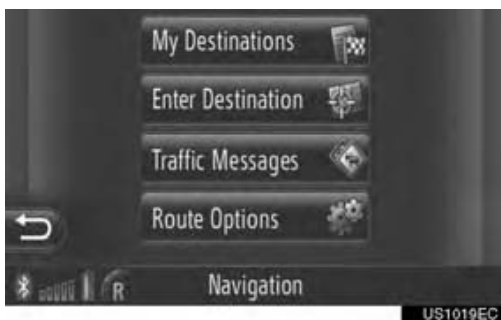 My Destinations
Enter Destination
Traffic Messages
Route Options
R
Navigation
US1019EC